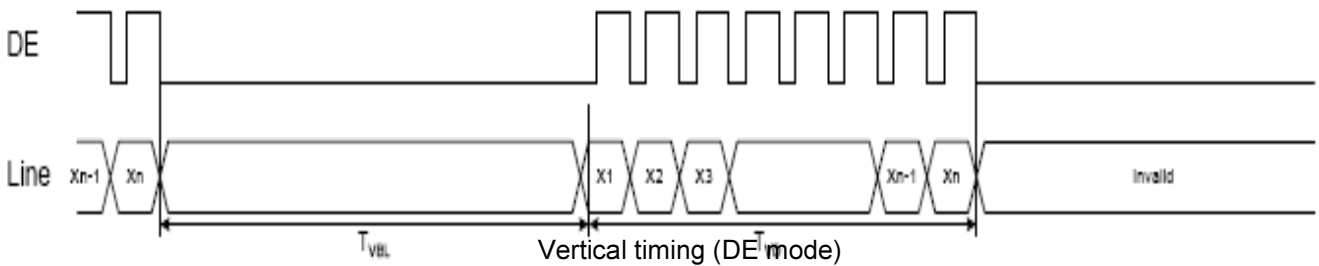 DE
Line Xn-1 Xn X1 X2 X3 Xn-1 Xn Invalid
TVBL
Vertical timing (DE mode)